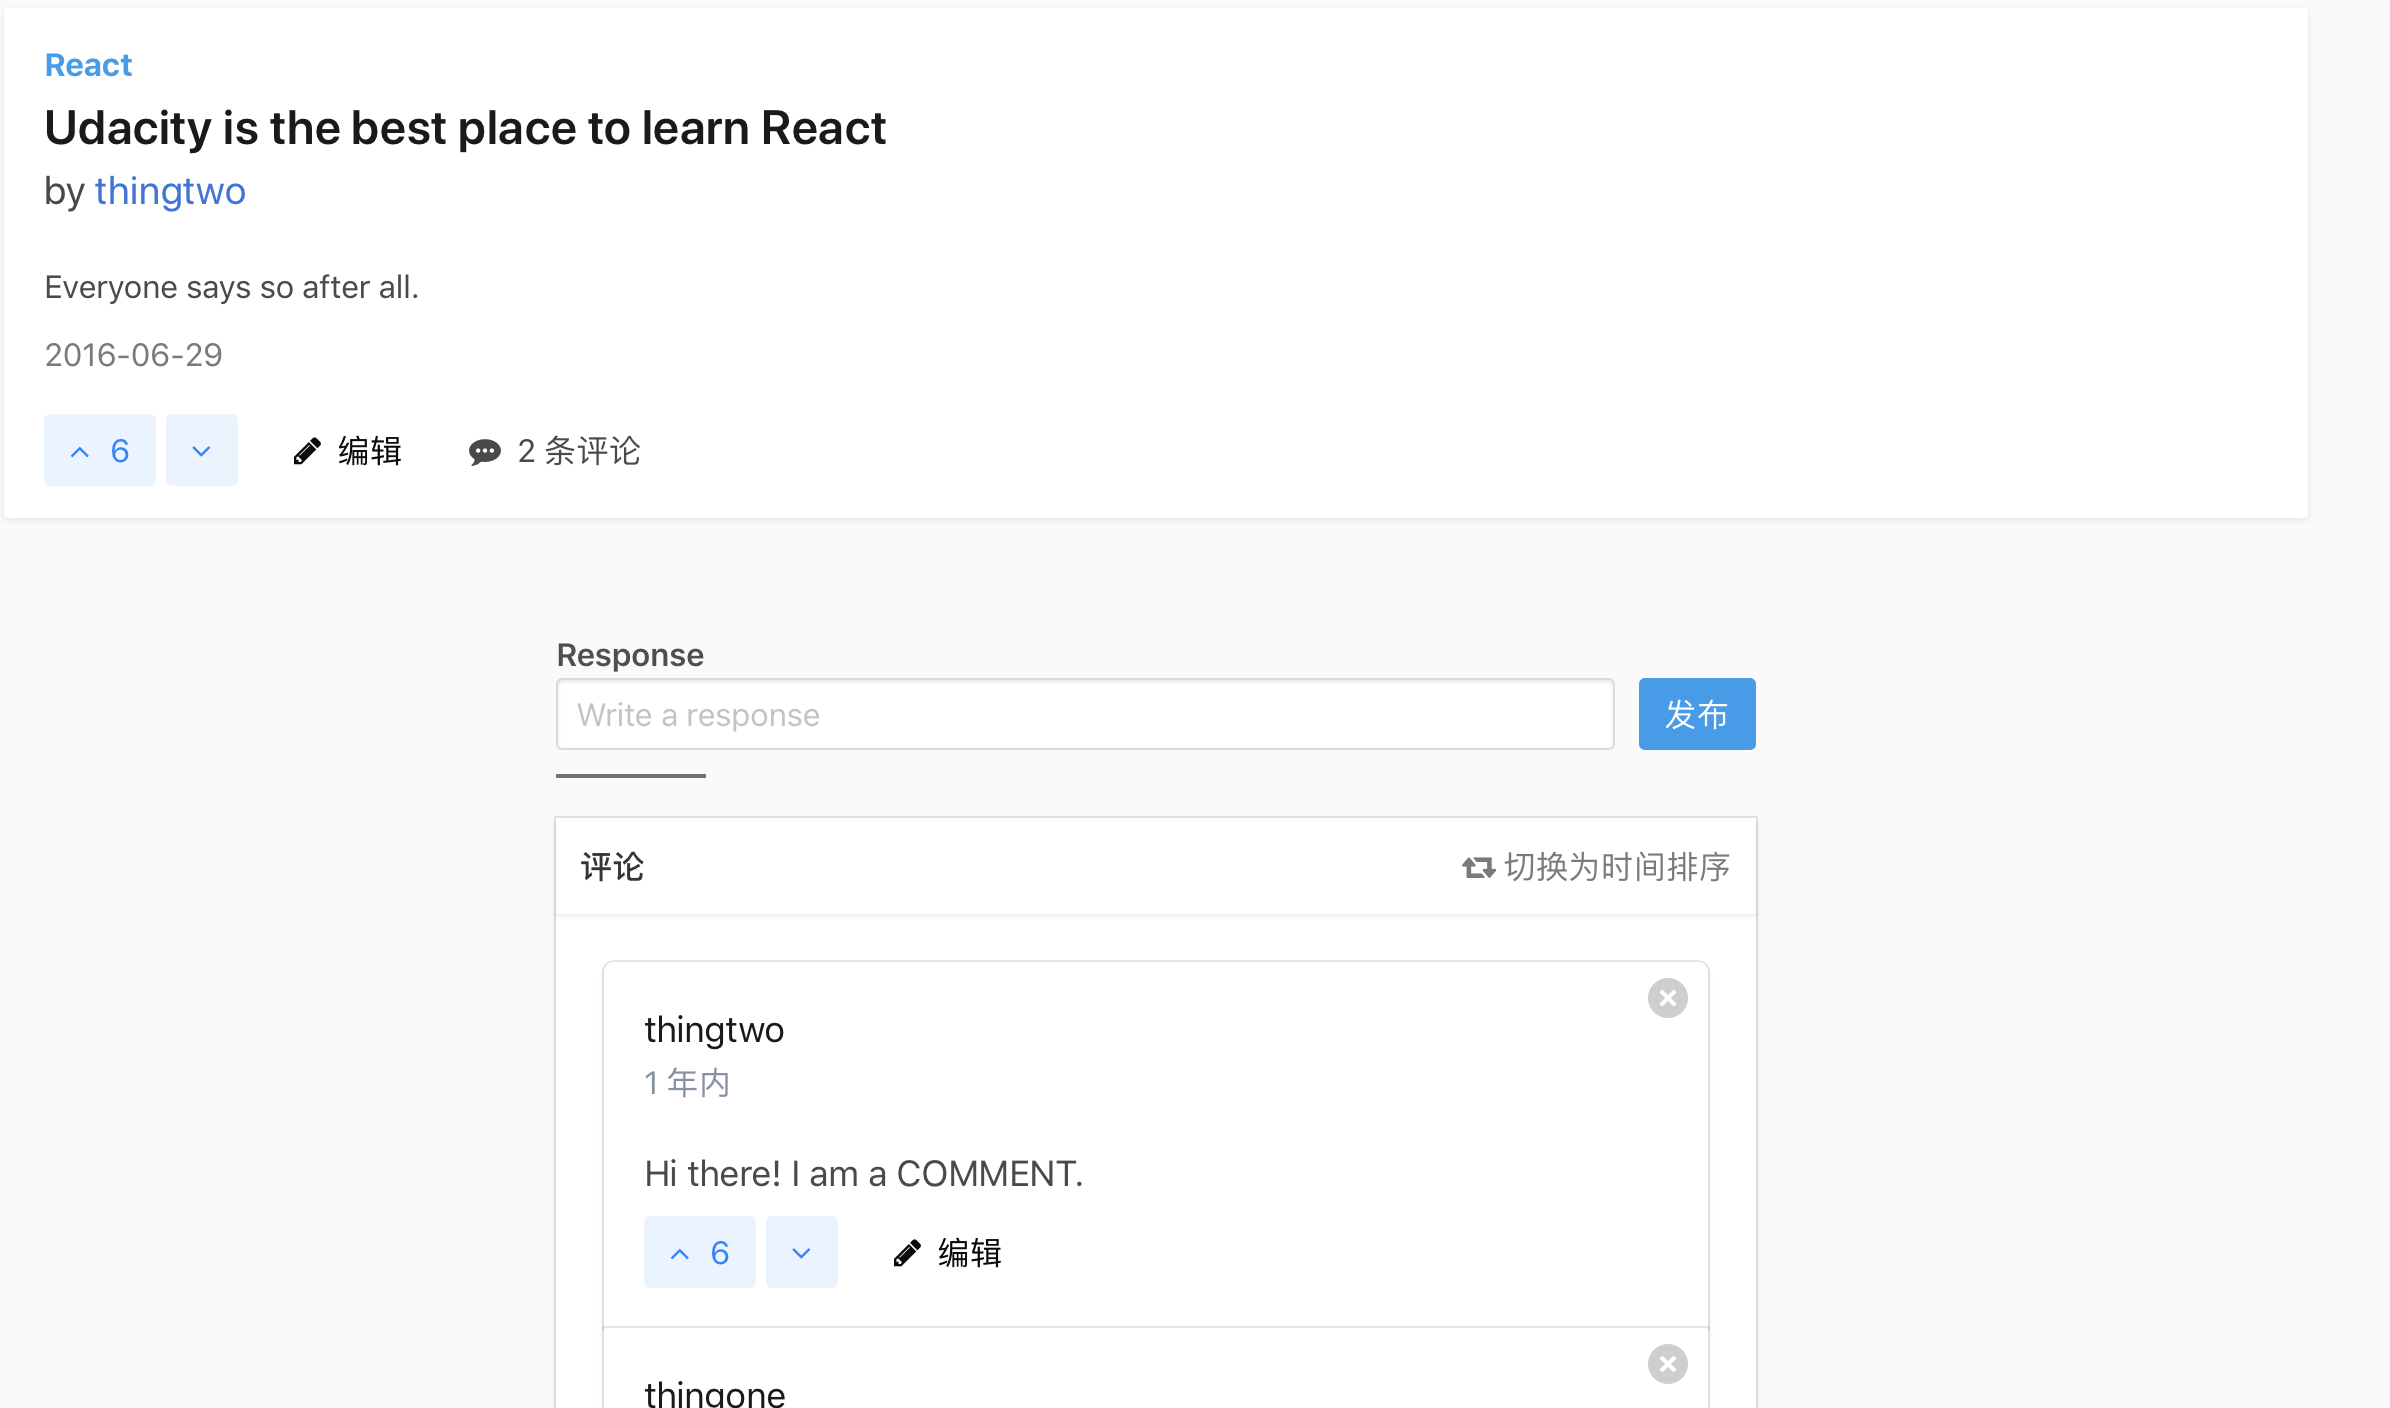 React
Udacity is the best place to learn React
by thingtwo
Everyone says so after all.
2016-06-29
6 编辑 2 条评论
Response
Write a response 发布
评论 切换为时间排序
thingtwo
1 年内
Hi there! I am a COMMENT.
6 编辑
thingone